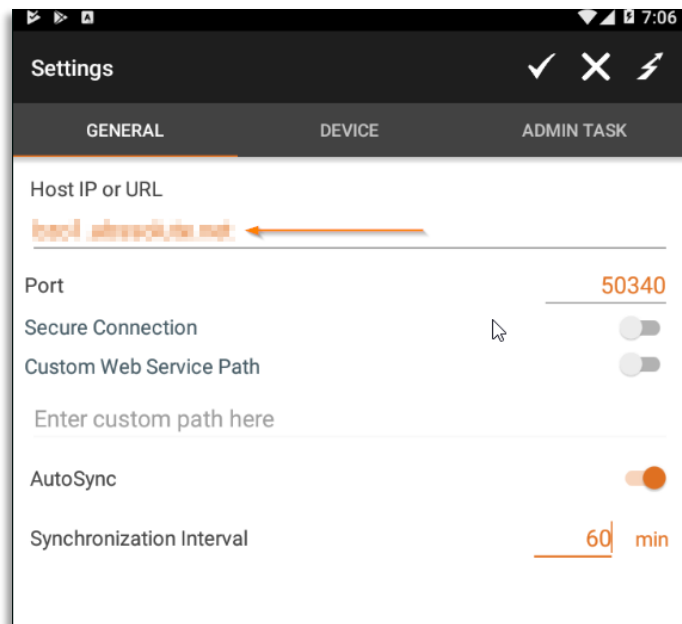 7:06
Settings
GENERAL DEVICE ADMIN TASK
Host IP or URL
Port 50340
Secure Connection
Custom Web Service Path
Enter custom path here
AutoSync
Synchronization Interval 60 min